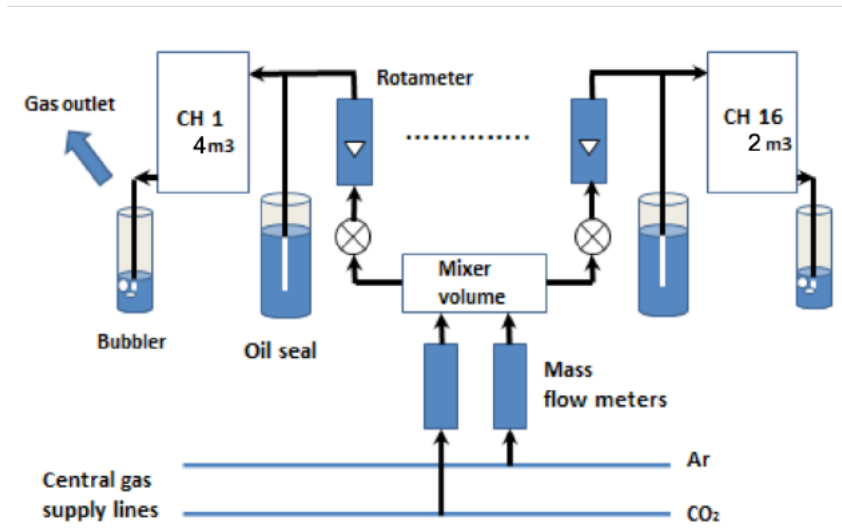 Rotameter
Gas outlet
CH 1
4m3
..............
CH 16
2 m3
Mixer
volume
Bubbler
Oil seal
Mass
flow meters
Central gas
supply lines
Ar
CO₂